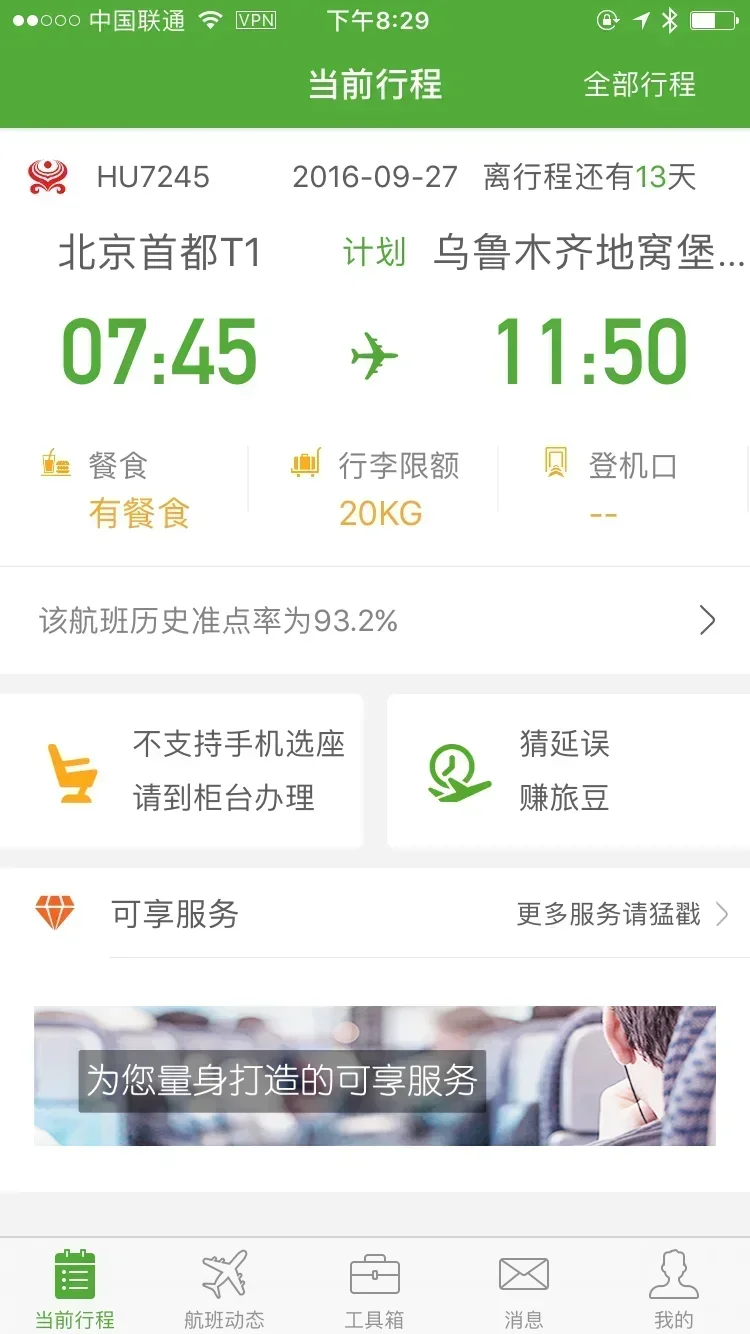 中国联通 VPN 下午8:29
当前行程 全部行程
HU7245 2016-09-27 离行程还有13天
北京首都T1 计划 乌鲁木齐地窝堡...
07:45 11:50
餐食 行李限额 登机口
有餐食 20KG --
该航班历史准点率为93.2%
不支持手机选座
请到柜台办理
猜延误
赚旅豆
可享服务 更多服务请猛戳
为您量身打造的可享服务
当前行程 航班动态 工具箱 消息 我的